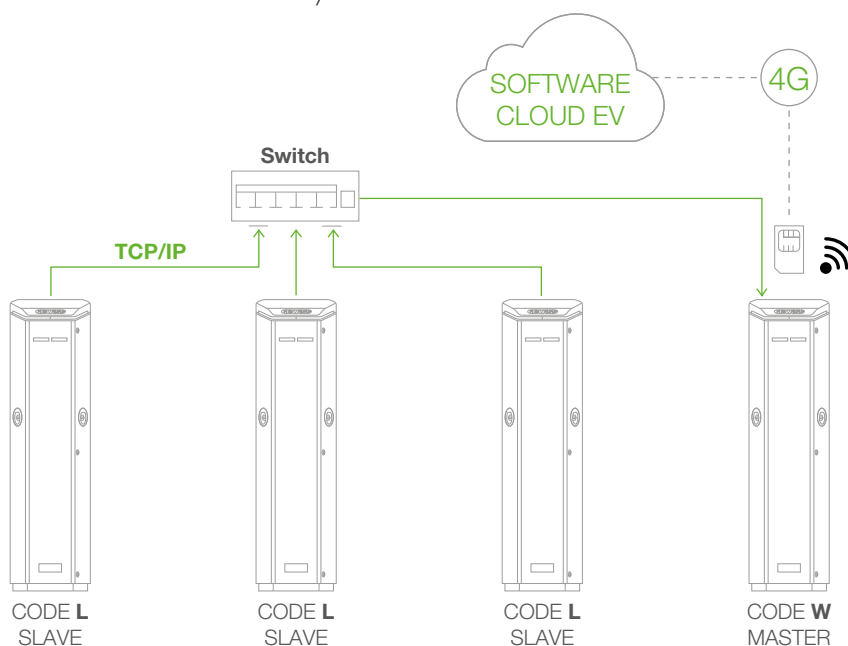 SOFTWARE
CLOUD EV
4G
Switch
TCP/IP
CODE L
SLAVE
CODE L
SLAVE
CODE L
SLAVE
CODE W
MASTER